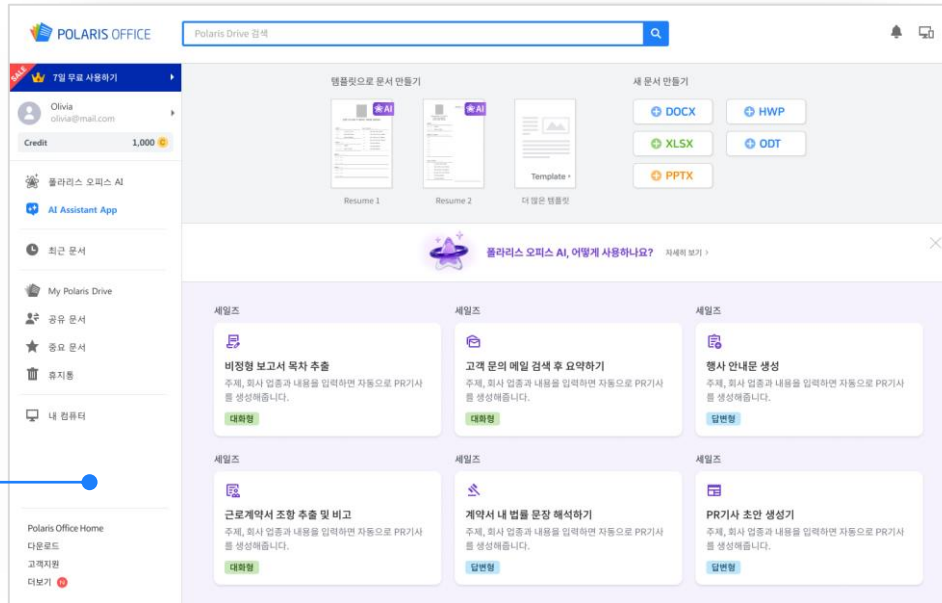 POLARIS OFFICE
Polaris Drive 검색
SALE
7일 무료 사용하기
Olivia
olivia@mail.com
Credit 1,000 C
폴라리스 오피스 AI
AI Assistant App
최근 문서
My Polaris Drive
공유 문서
중요 문서
휴지통
내 컴퓨터
Polaris Office Home
다운로드
고객지원
더보기 N
템플릿으로 문서 만들기
AI
AI
Template ›
Resume 1
Resume 2
더 많은 템플릿
새 문서 만들기
DOCX
HWP
XLSX
ODT
PPTX
폴라리스 오피스 AI, 어떻게 사용하나요? 자세히 보기 ›
세일즈
비정형 보고서 목차 추출
주제, 회사 업종과 내용을 입력하면 자동으로 PR기사
를 생성해줍니다.
대화형
세일즈
고객 문의 메일 검색 후 요약하기
주제, 회사 업종과 내용을 입력하면 자동으로 PR기사
를 생성해줍니다.
대화형
세일즈
행사 안내문 생성
주제, 회사 업종과 내용을 입력하면 자동으로 PR기사
를 생성해줍니다.
답변형
세일즈
근로계약서 조항 추출 및 비고
주제, 회사 업종과 내용을 입력하면 자동으로 PR기사
를 생성해줍니다.
대화형
세일즈
계약서 내 법률 문장 해석하기
주제, 회사 업종과 내용을 입력하면 자동으로 PR기사
를 생성해줍니다.
답변형
세일즈
PR기사 초안 생성기
주제, 회사 업종과 내용을 입력하면 자동으로 PR기사
를 생성해줍니다.
답변형